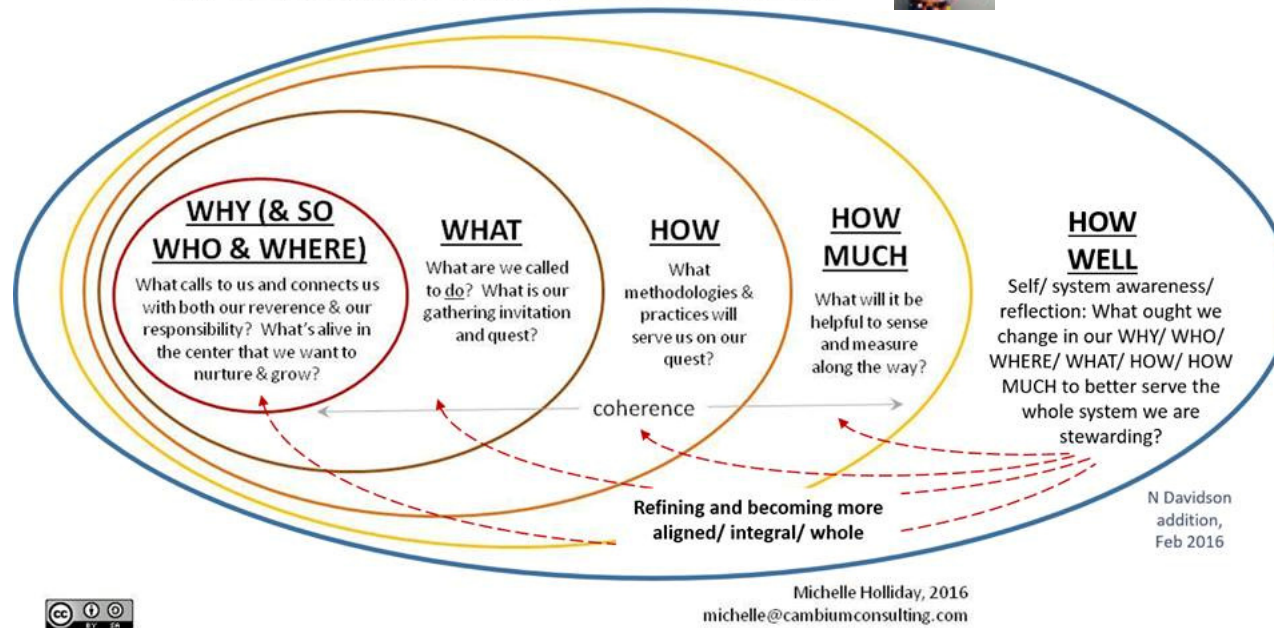 WHY (& SO
WHO & WHERE)
What calls to us and connects us
with both our reverence & our
responsibility? What's alive in
the center that we want to
nurture & grow?
WHAT
What are we called
to do? What is our
gathering invitation
and quest?
HOW
What
methodologies &
practices will
serve us on our
quest?
HOW
MUCH
What will it be
helpful to sense
and measure
along the way?
HOW
WELL
Self/ system awareness/
reflection: What ought we
change in our WHY/ WHO/
WHERE/ WHAT/ HOW/ HOW
MUCH to better serve the
whole system we are
stewarding?
coherence
Refining and becoming more
aligned/ integral/ whole
N Davidson
addition,
Feb 2016
Michelle Holliday, 2016
michelle@cambiumconsulting.com
cc
BY SA